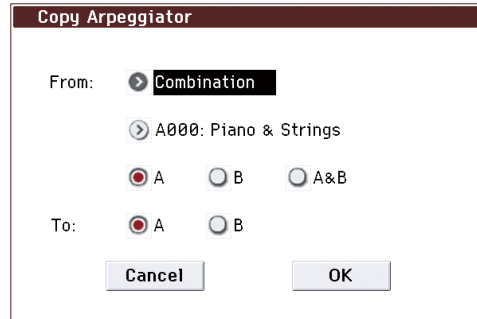 Copy Arpeggiator
From: Combination
A000: Piano & Strings
A B A&B
To: A B
Cancel OK